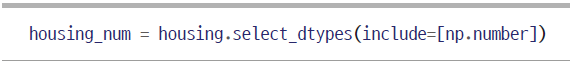 housing_num = housing.select_dtypes(include=[np.number])